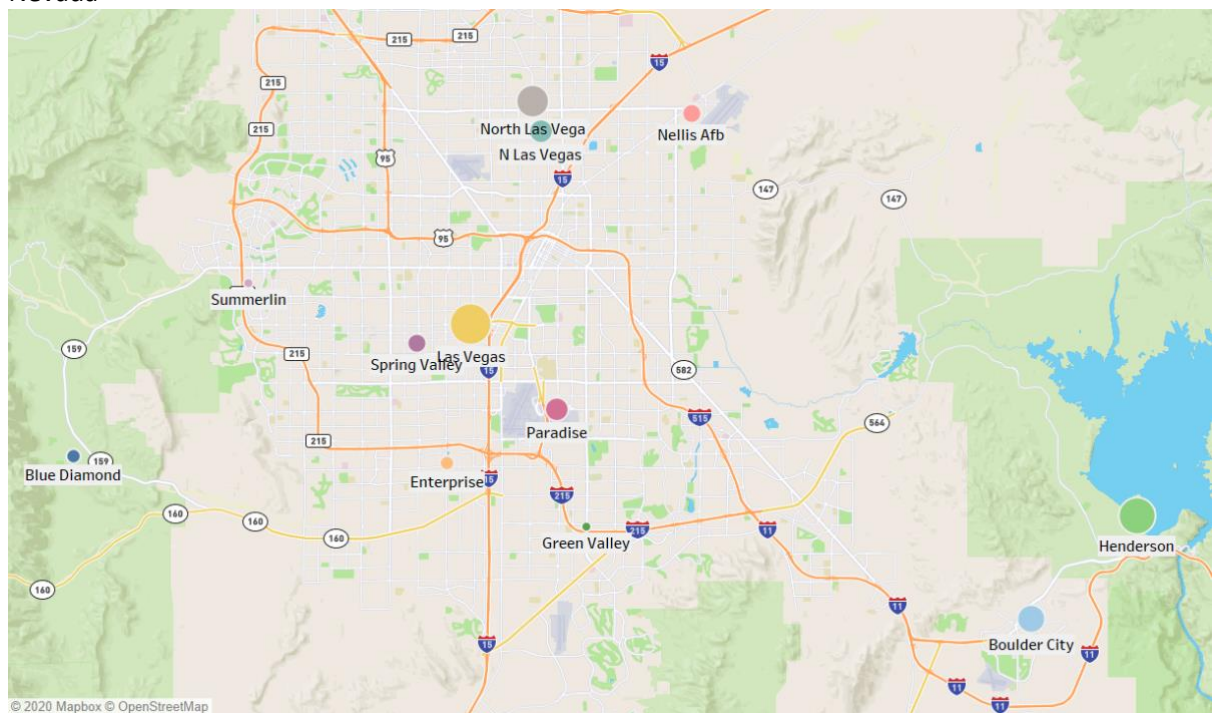 Nevada
215
215
15
215
North Las Vega
Nellis Afb
215
N Las Vegas
95
15
147
147
95
Summerlin
159
215
Las Vegas
Spring Valley
15
582
Paradise
515
564
215
159
Blue Diamond
Enterprise
15
215
160
160
160
Green Valley
215
11
Henderson
160
11
15
Boulder City
11
11
11
© 2020 Mapbox © OpenStreetMap